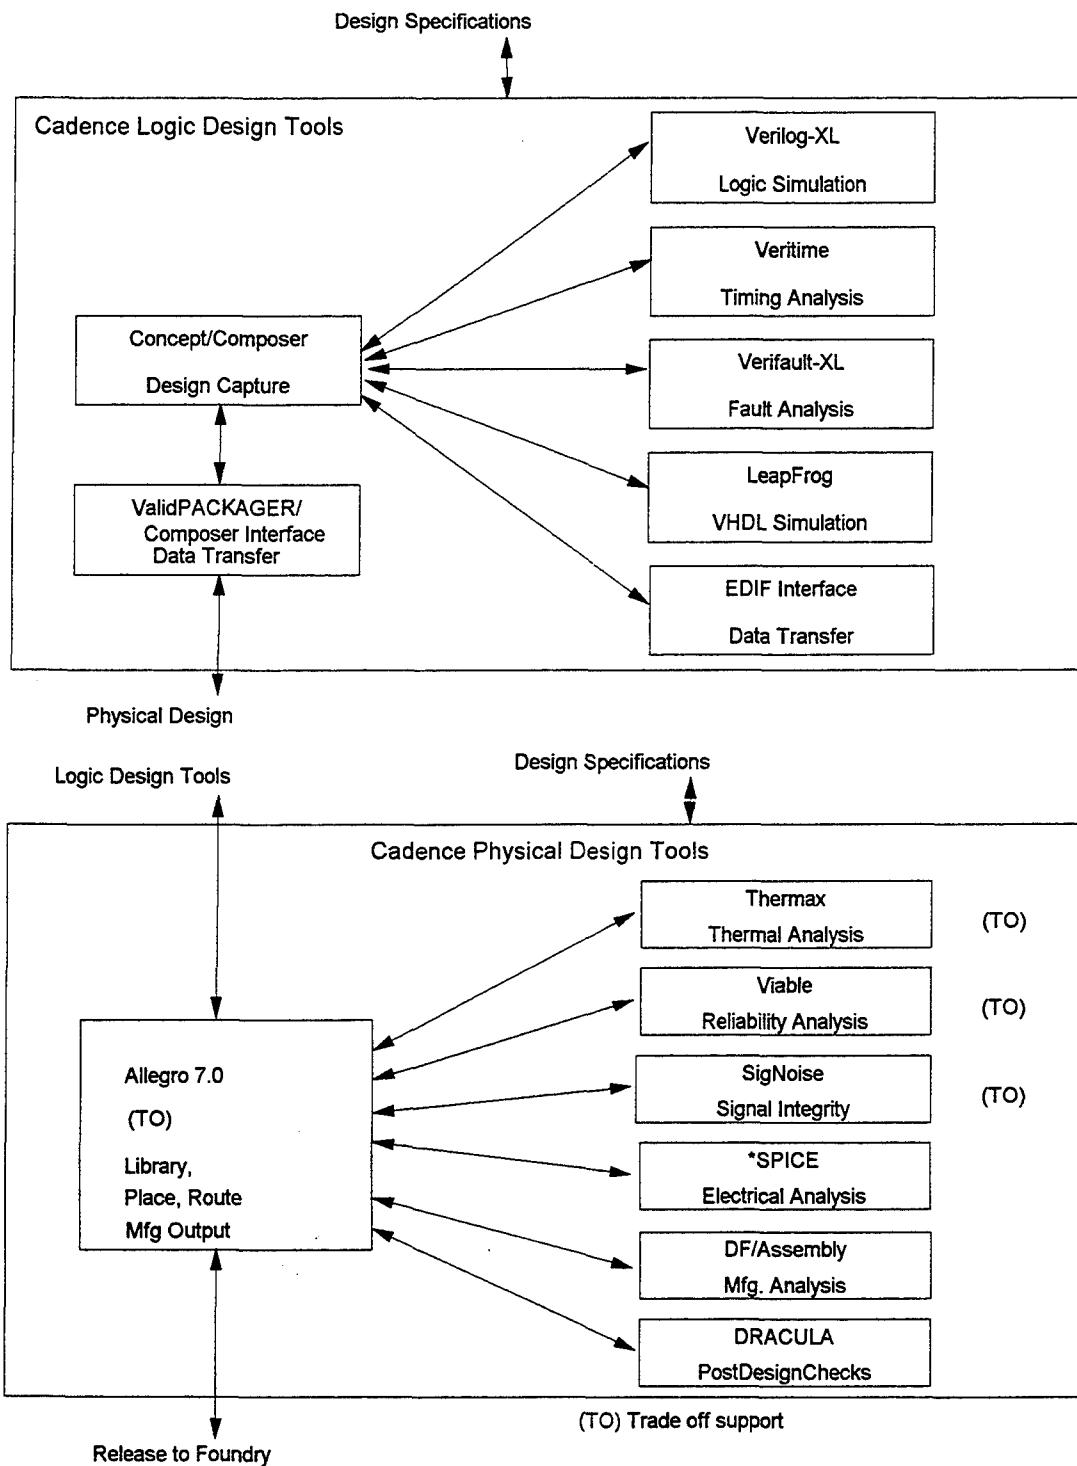 Design Specifications
Cadence Logic Design Tools
Verilog-XL
Logic Simulation
Veritime
Timing Analysis
Concept/Composer
Design Capture
Verifault-XL
Fault Analysis
LeapFrog
VHDL Simulation
ValidPACKAGER/
Composer Interface
Data Transfer
EDIF Interface
Data Transfer
Physical Design
Logic Design Tools
Design Specifications
Cadence Physical Design Tools
Thermax
Thermal Analysis
(TO)
Viable
Reliability Analysis
(TO)
Allegro 7.0
(TO)
Library,
Place, Route
Mfg Output
SigNoise
Signal Integrity
(TO)
*SPICE
Electrical Analysis
DF/Assembly
Mfg. Analysis
DRACULA
PostDesignChecks
(TO) Trade off support
Release to Foundry